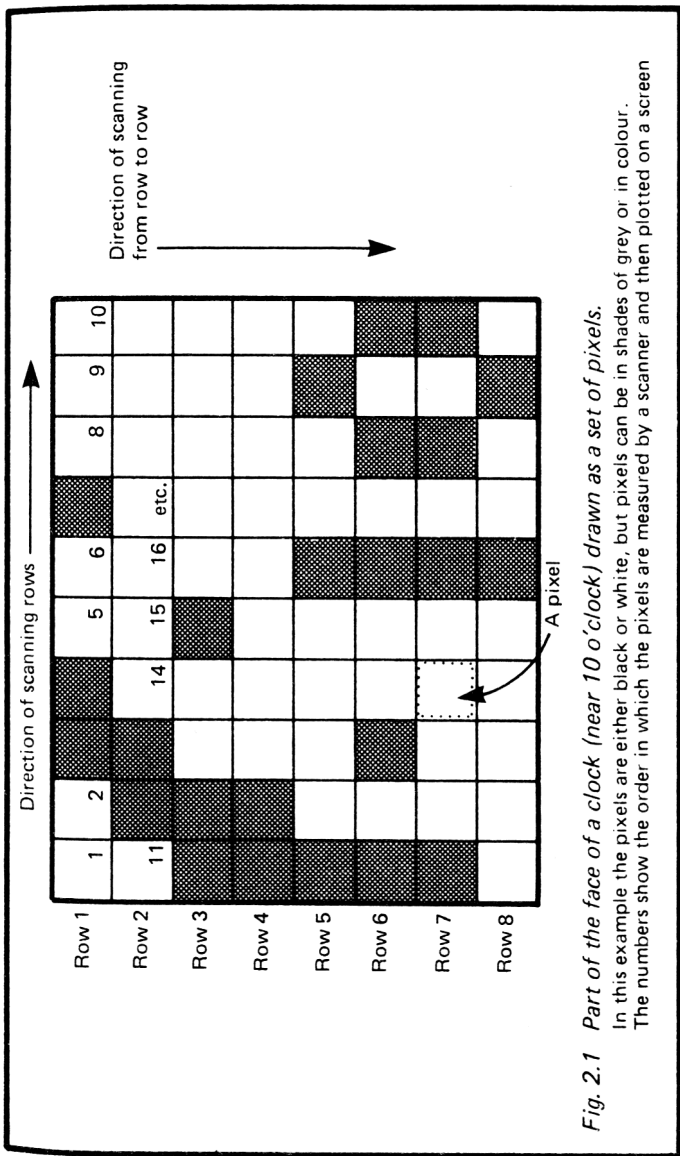 Direction of scanning rows
Direction of scanning
from row to row
Row 1 1 2 5 6 8 9 10
Row 2 11 14 15 16 etc.
Row 3
Row 4
Row 5
Row 6
Row 7
Row 8
A pixel
Fig. 2.1 Part of the face of a clock (near 10 o'clock) drawn as a set of pixels.
In this example the pixels are either black or white, but pixels can be in shades of grey or in colour.
The numbers show the order in which the pixels are measured by a scanner and then plotted on a screen